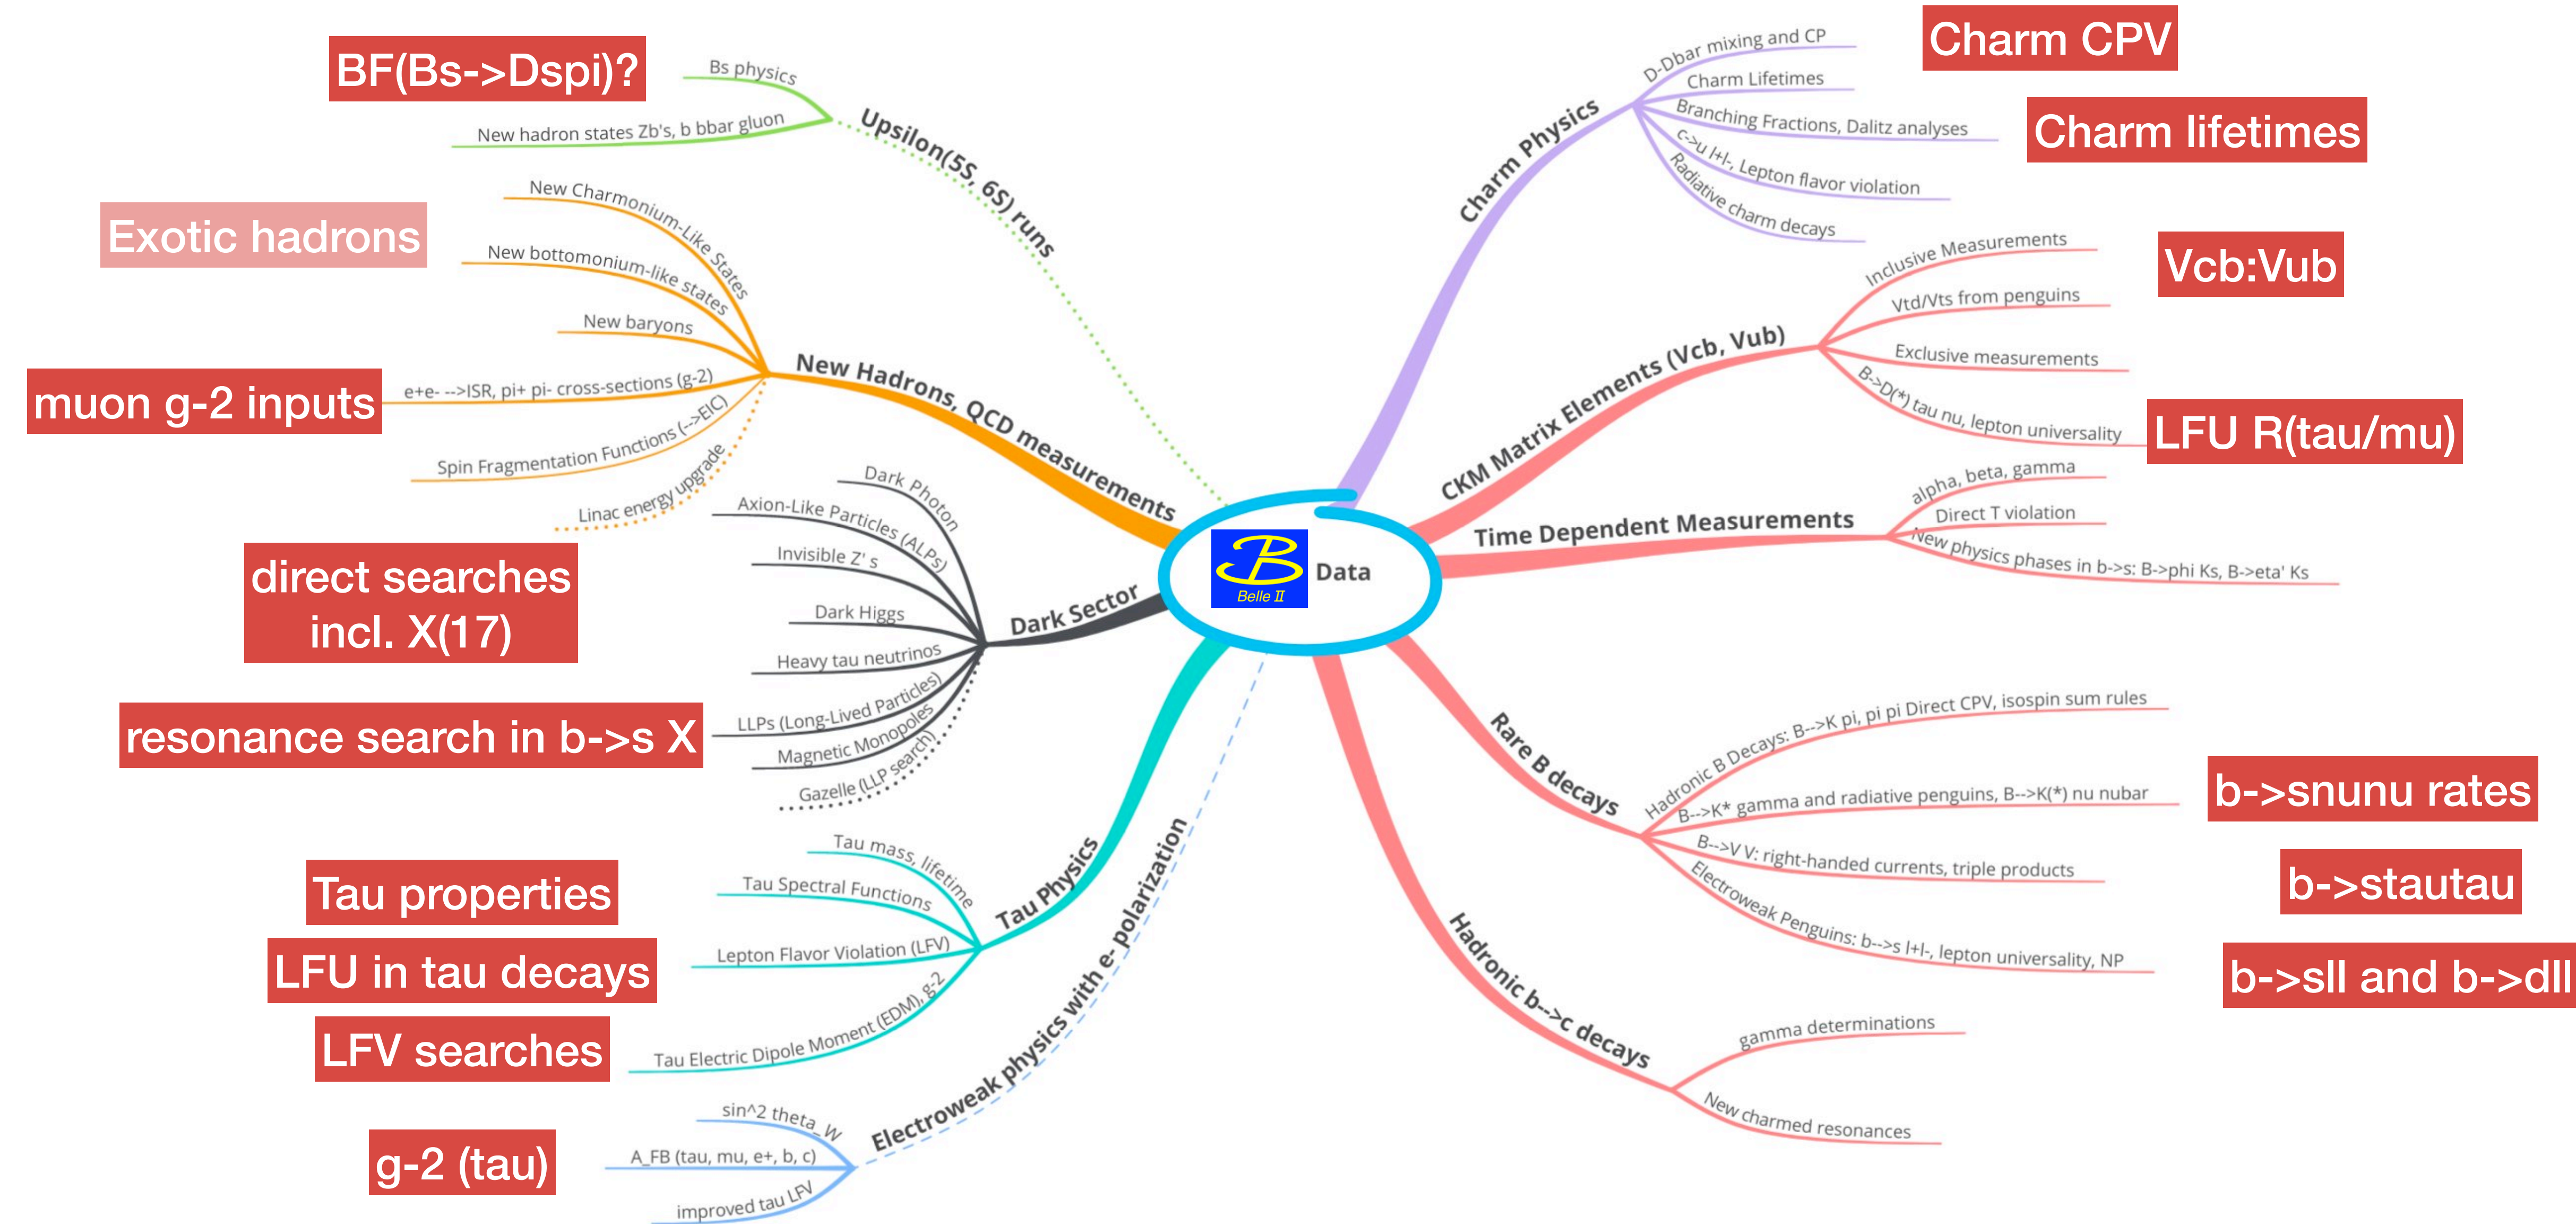 BF(Bs->Dspi)?
Bs physics
New hadron states Zb's, b bbar gluon
Upsilon(5S, 6S) runs
Exotic hadrons
New Charmonium-Like States
New bottomonium-like states
New baryons
muon g-2 inputs
e+e- -->ISR, pi+ pi- cross-sections (g-2)
Spin Fragmentation Functions (-->EIC)
Linac energy upgrade
New Hadrons, QCD measurements
direct searches
incl. X(17)
Dark Photon
Axion-Like Particles (ALPs)
Invisible Z' s
Dark Higgs
Heavy tau neutrinos
resonance search in b->s X
LLPs (Long-Lived Particles)
Magnetic Monopoles
Gazelle (LLP search)
Dark Sector
Tau properties
LFU in tau decays
LFV searches
Tau mass, lifetime
Tau Spectral Functions
Lepton Flavor Violation (LFV)
Tau Electric Dipole Moment (EDM), g-2
Tau Physics
g-2 (tau)
sin^2 theta_W
A_FB (tau, mu, e+, b, c)
improved tau LFV
Electroweak physics with e- polarization
B
Belle II
Data
Charm Physics
D-Dbar mixing and CP
Charm Lifetimes
Branching Fractions, Dalitz analyses
c->u l+l-, Lepton flavor violation
Radiative charm decays
Charm CPV
Charm lifetimes
CKM Matrix Elements (Vcb, Vub)
Inclusive Measurements
Vtd/Vts from penguins
Exclusive measurements
B->D(*) tau nu, lepton universality
Vcb:Vub
LFU R(tau/mu)
Time Dependent Measurements
alpha, beta, gamma
Direct T violation
New physics phases in b->s: B->phi Ks, B->eta' Ks
Rare B decays
Hadronic B Decays: B-->K pi, pi pi Direct CPV, isospin sum rules
B-->K* gamma and radiative penguins, B-->K(*) nu nubar
B-->V V: right-handed currents, triple products
Electroweak Penguins: b-->s l+l-, lepton universality, NP
b->snunu rates
b->stautau
b->sll and b->dll
Hadronic b-->c decays
gamma determinations
New charmed resonances